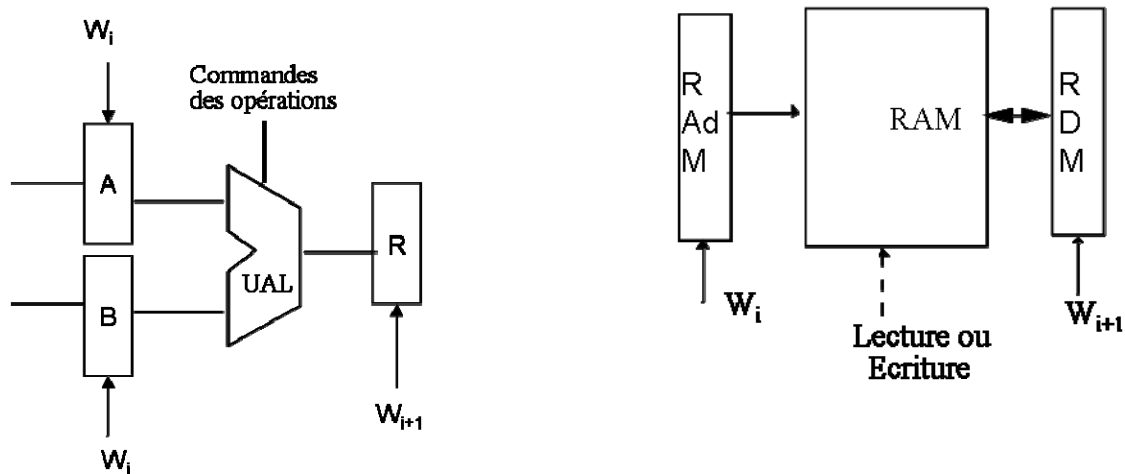 Wi
Commandes
des opérations
A
B
UAL
R
Wi
Wi+1
R
Ad
M
RAM
R
D
M
Wi
Wi+1
Lecture ou
Ecriture